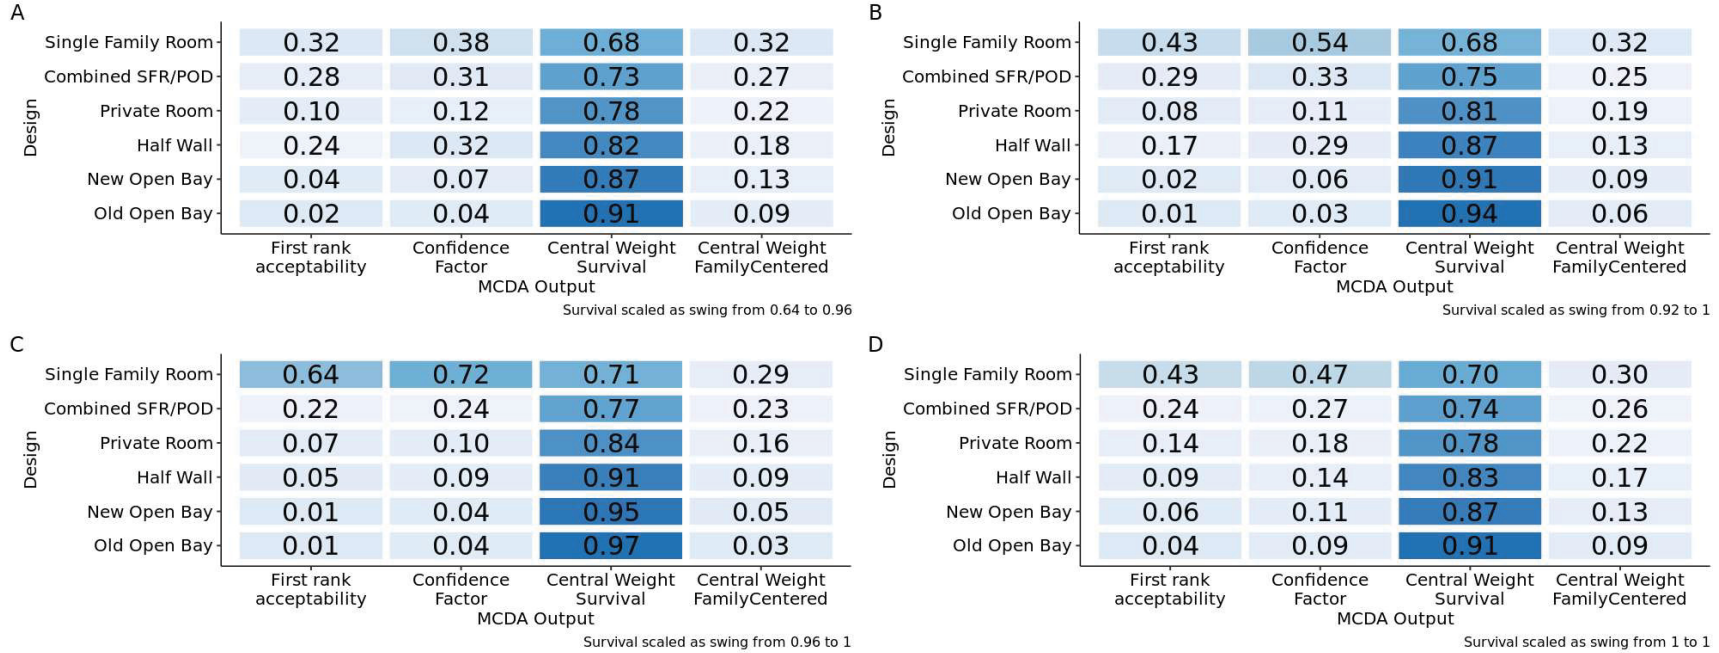 A
Design
Single Family Room 0.32 0.38 0.68 0.32
Combined SFR/POD 0.28 0.31 0.73 0.27
Private Room 0.10 0.12 0.78 0.22
Half Wall 0.24 0.32 0.82 0.18
New Open Bay 0.04 0.07 0.87 0.13
Old Open Bay 0.02 0.04 0.91 0.09
First rank Confidence Central Weight Central Weight
acceptability Factor Survival FamilyCentered
MCDA Output
Survival scaled as swing from 0.64 to 0.96
B
Design
Single Family Room 0.43 0.54 0.68 0.32
Combined SFR/POD 0.29 0.33 0.75 0.25
Private Room 0.08 0.11 0.81 0.19
Half Wall 0.17 0.29 0.87 0.13
New Open Bay 0.02 0.06 0.91 0.09
Old Open Bay 0.01 0.03 0.94 0.06
First rank Confidence Central Weight Central Weight
acceptability Factor Survival FamilyCentered
MCDA Output
Survival scaled as swing from 0.92 to 1
C
Design
Single Family Room 0.64 0.72 0.71 0.29
Combined SFR/POD 0.22 0.24 0.77 0.23
Private Room 0.07 0.10 0.84 0.16
Half Wall 0.05 0.09 0.91 0.09
New Open Bay 0.01 0.04 0.95 0.05
Old Open Bay 0.01 0.04 0.97 0.03
First rank Confidence Central Weight Central Weight
acceptability Factor Survival FamilyCentered
MCDA Output
Survival scaled as swing from 0.96 to 1
D
Design
Single Family Room 0.43 0.47 0.70 0.30
Combined SFR/POD 0.24 0.27 0.74 0.26
Private Room 0.14 0.18 0.78 0.22
Half Wall 0.09 0.14 0.83 0.17
New Open Bay 0.06 0.11 0.87 0.13
Old Open Bay 0.04 0.09 0.91 0.09
First rank Confidence Central Weight Central Weight
acceptability Factor Survival FamilyCentered
MCDA Output
Survival scaled as swing from 1 to 1